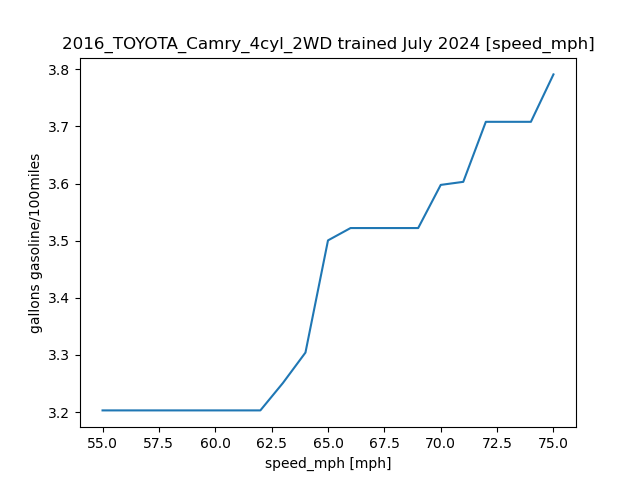 2016_TOYOTA_Camry_4cyl_2WD trained July 2024 [speed_mph]
gallons gasoline/100miles
3.8
3.7
3.6
3.5
3.4
3.3
3.2
55.0 57.5 60.0 62.5 65.0 67.5 70.0 72.5 75.0
speed_mph [mph]